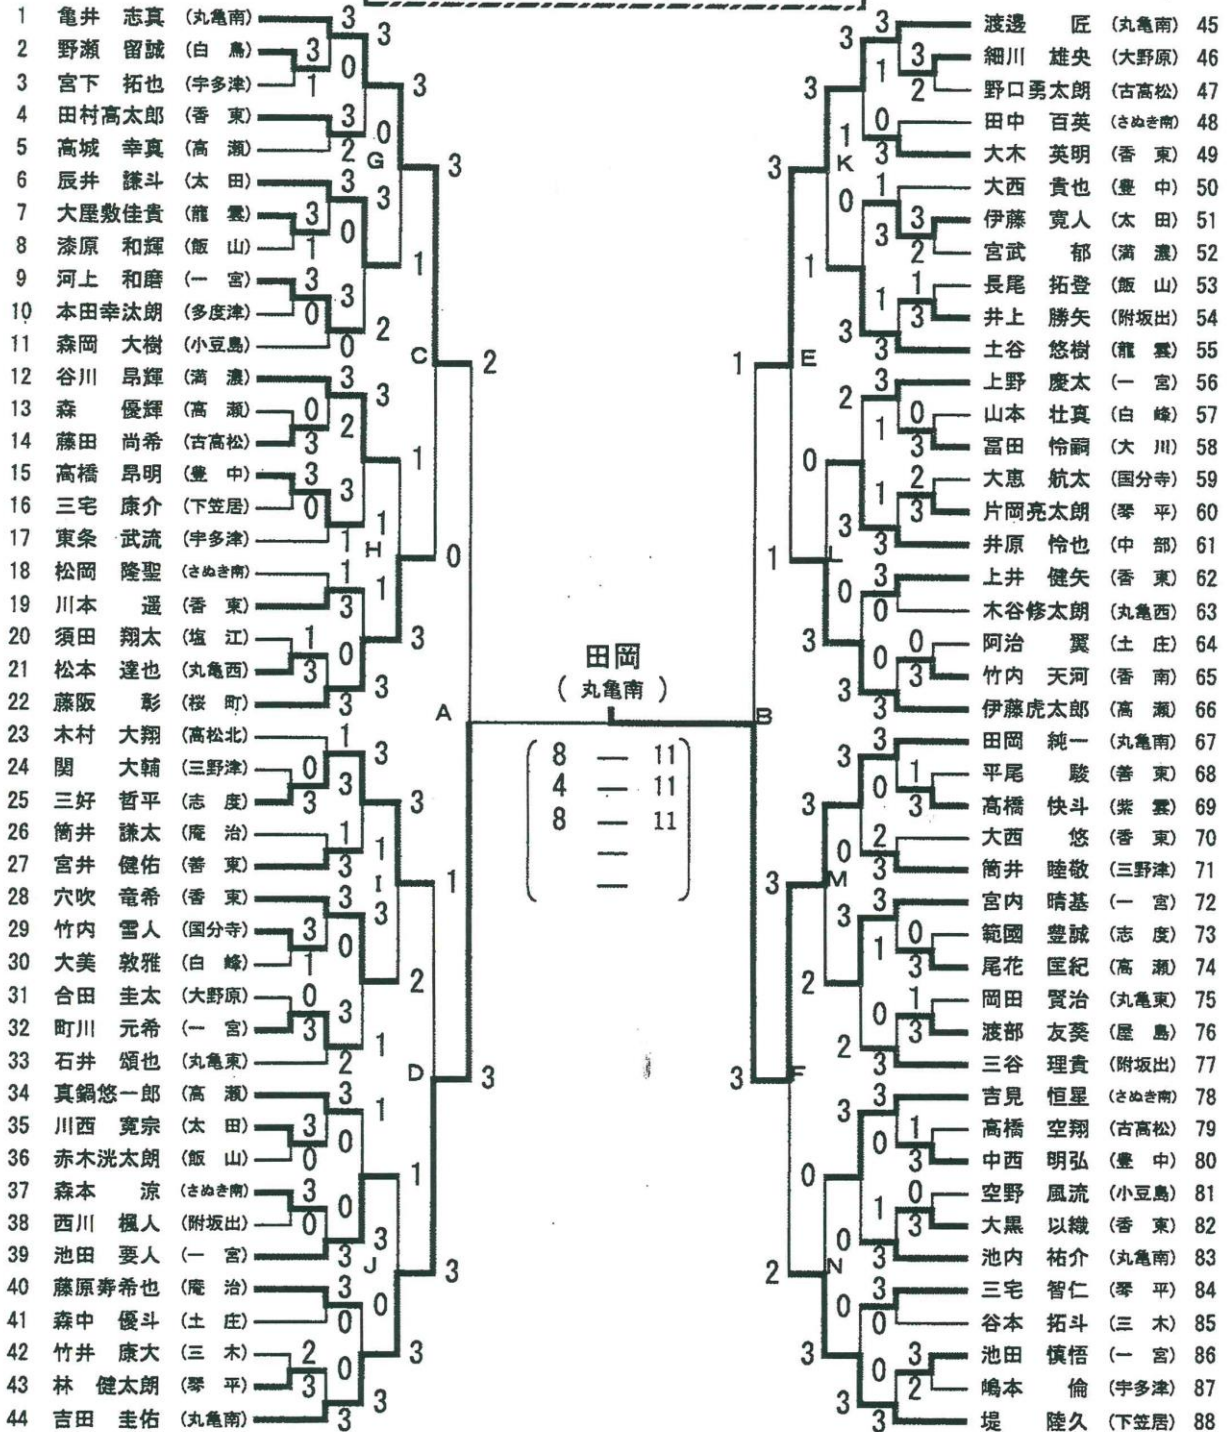 1 亀井 志真 (丸亀南)
2 野瀬 留誠 (白 鳥)
3 宮下 拓也 (宇多津)
4 田村高太郎 (香 東)
5 高城 幸真 (高 瀬)
6 辰井 謙斗 (太 田)
7 大屋敷佳貴 (龍 雲)
8 漆原 和輝 (飯 山)
9 河上 和磨 (一 宮)
10 本田幸汰朗 (多度津)
11 森岡 大樹 (小豆島)
12 谷川 昂輝 (満 濃)
13 森 優輝 (高 瀬)
14 藤田 尚希 (古高松)
15 高橋 昂明 (豊 中)
16 三宅 康介 (下笠居)
17 東条 武流 (宇多津)
18 松岡 隆聖 (さぬき南)
19 川本 遥 (香 東)
20 須田 翔太 (塩 江)
21 松本 達也 (丸亀西)
22 藤阪 彰 (桜 町)
23 木村 大翔 (高松北)
24 関 大輔 (三野津)
25 三好 哲平 (志 度)
26 筒井 謙太 (庵 治)
27 宮井 健佑 (善 東)
28 穴吹 竜希 (香 東)
29 竹内 雪人 (国分寺)
30 大美 敦雅 (白 峰)
31 合田 圭太 (大野原)
32 町川 元希 (一 宮)
33 石井 頌也 (丸亀東)
34 真鍋悠一郎 (高 瀬)
35 川西 寛宗 (太 田)
36 赤木洸太朗 (飯 山)
37 森本 涼 (さぬき南)
38 西川 楓人 (附坂出)
39 池田 要人 (一 宮)
40 藤原寿希也 (庵 治)
41 森中 優斗 (土 庄)
42 竹井 康大 (三 木)
43 林 健太朗 (琴 平)
44 吉田 圭佑 (丸亀南)
田岡
( 丸亀南 )
8 — 11
4 — 11
8 — 11
—
—
A
B
C
D
E
F
G
H
I
J
K
L
M
N
渡邊 匠 (丸亀南) 45
細川 雄央 (大野原) 46
野口勇太朗 (古高松) 47
田中 百英 (さぬき南) 48
大木 英明 (香 東) 49
大西 貴也 (豊 中) 50
伊藤 寛人 (太 田) 51
宮武 郁 (満 濃) 52
長尾 拓登 (飯 山) 53
井上 勝矢 (附坂出) 54
土谷 悠樹 (龍 雲) 55
上野 慶太 (一 宮) 56
山本 壮真 (白 峰) 57
冨田 怜嗣 (大 川) 58
大恵 航太 (国分寺) 59
片岡亮太朗 (琴 平) 60
井原 怜也 (中 部) 61
上井 健矢 (香 東) 62
木谷修太朗 (丸亀西) 63
阿治 翼 (土 庄) 64
竹内 天河 (香 南) 65
伊藤虎太郎 (高 瀬) 66
田岡 純一 (丸亀南) 67
平尾 駿 (善 東) 68
高橋 快斗 (紫 雲) 69
大西 悠 (香 東) 70
筒井 睦敬 (三野津) 71
宮内 晴基 (一 宮) 72
範國 豊誠 (志 度) 73
尾花 匡紀 (高 瀬) 74
岡田 賢治 (丸亀東) 75
渡部 友葵 (屋 島) 76
三谷 理貴 (附坂出) 77
吉見 恒星 (さぬき南) 78
高橋 空翔 (古高松) 79
中西 明弘 (豊 中) 80
空野 風流 (小豆島) 81
大黒 以織 (香 東) 82
池内 祐介 (丸亀南) 83
三宅 智仁 (琴 平) 84
谷本 拓斗 (三 木) 85
池田 慎悟 (一 宮) 86
嶋本 倫 (宇多津) 87
堤 陸久 (下笠居) 88